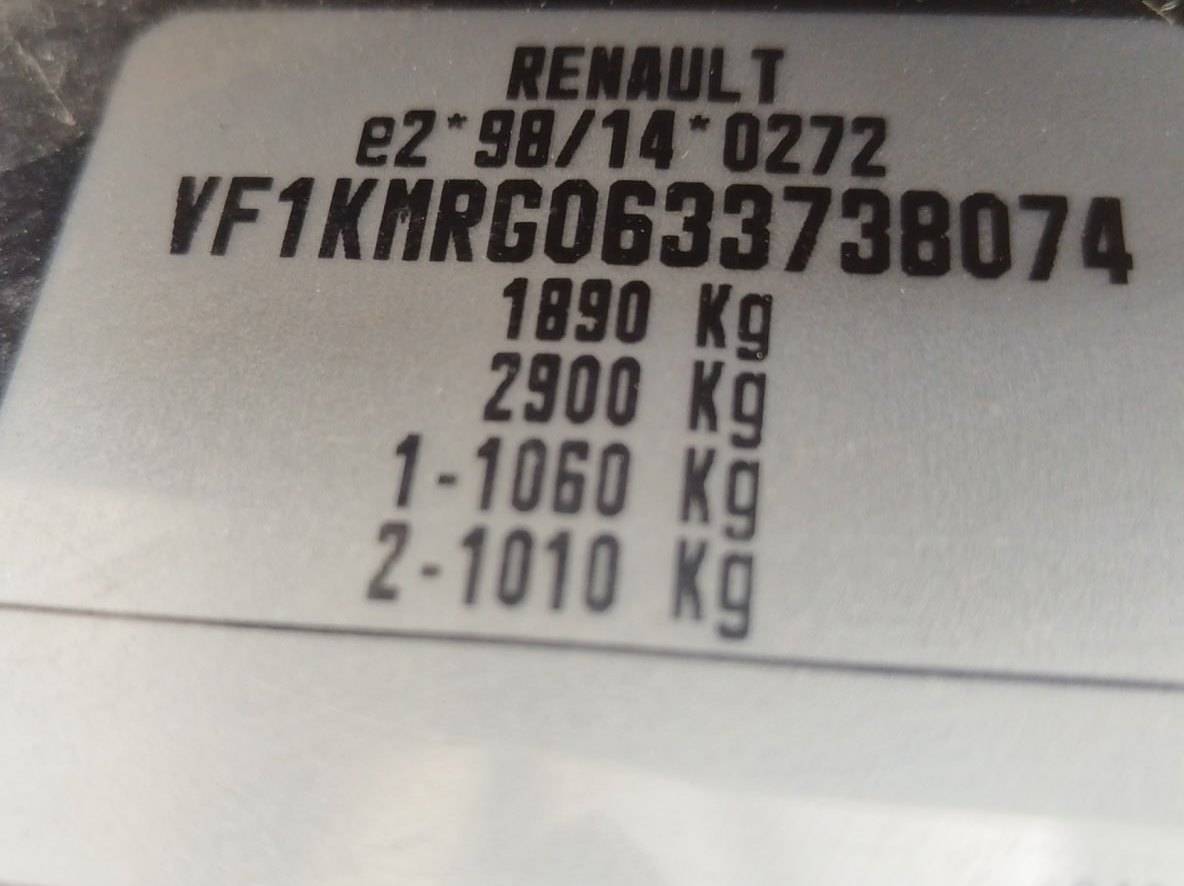 RENAULT
e2*98/14*0272
VF1KMRG0633738074
1890 Kg
2900 Kg
1-1060 Kg
2-1010 Kg